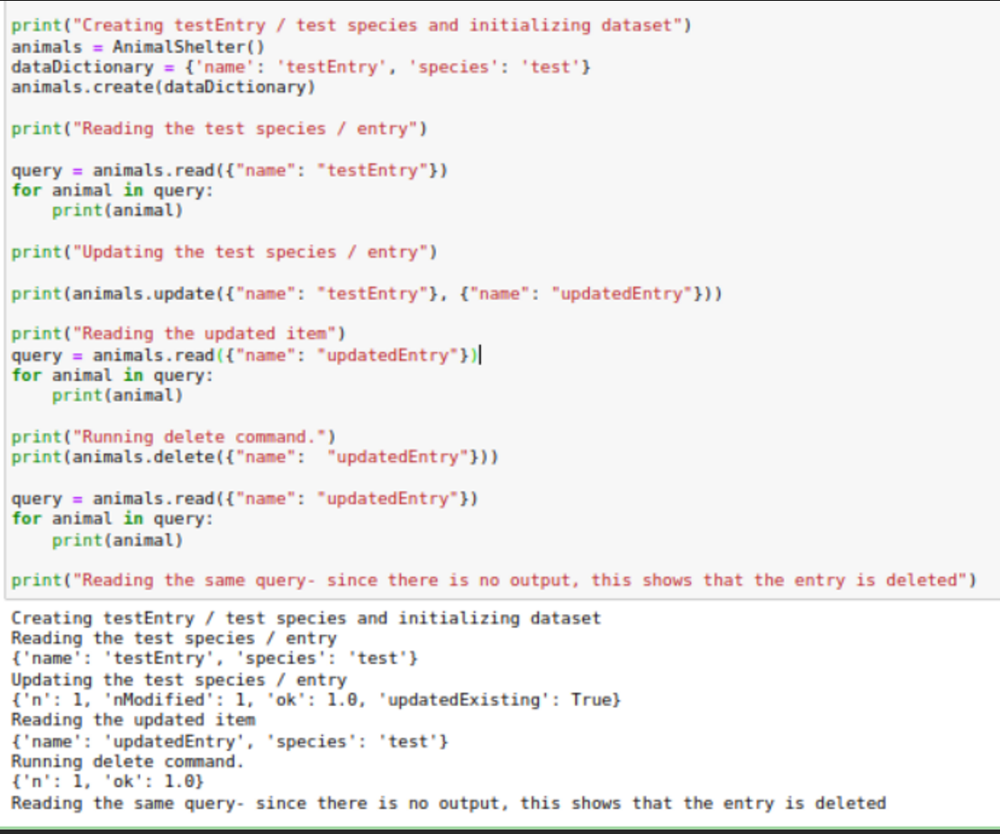 print("Creating testEntry / test species and initializing dataset")
animals = AnimalShelter()
dataDictionary = {'name': 'testEntry', 'species': 'test'}
animals.create(dataDictionary)
print("Reading the test species / entry")
query = animals.read({"name": "testEntry"})
for animal in query:
    print(animal)
print("Updating the test species / entry")
print(animals.update({"name": "testEntry"}, {"name": "updatedEntry"}))
print("Reading the updated item")
query = animals.read({"name": "updatedEntry"})
for animal in query:
    print(animal)
print("Running delete command.")
print(animals.delete({"name":  "updatedEntry"}))
query = animals.read({"name": "updatedEntry"})
for animal in query:
    print(animal)
print("Reading the same query- since there is no output, this shows that the entry is deleted")
Creating testEntry / test species and initializing dataset
Reading the test species / entry
{'name': 'testEntry', 'species': 'test'}
Updating the test species / entry
{'n': 1, 'nModified': 1, 'ok': 1.0, 'updatedExisting': True}
Reading the updated item
{'name': 'updatedEntry', 'species': 'test'}
Running delete command.
{'n': 1, 'ok': 1.0}
Reading the same query- since there is no output, this shows that the entry is deleted